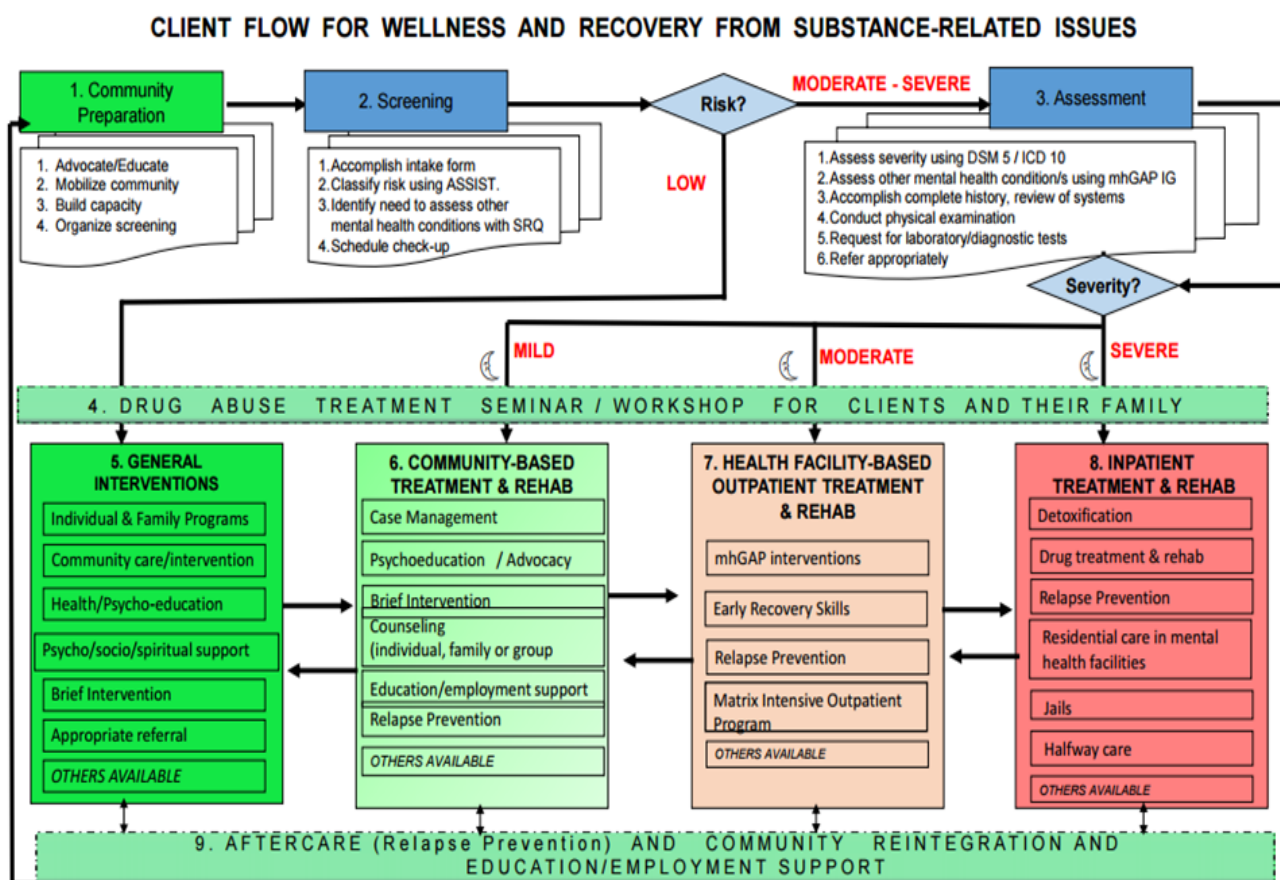 CLIENT FLOW FOR WELLNESS AND RECOVERY FROM SUBSTANCE-RELATED ISSUES
1. Community
Preparation
1. Advocate/Educate
2. Mobilize community
3. Build capacity
4. Organize screening
2. Screening
1.Accomplish intake form
2.Classify risk using ASSIST.
3.Identify need to assess other
mental health conditions with SRQ
4.Schedule check-up
Risk?
MODERATE - SEVERE
LOW
3. Assessment
1.Assess severity using DSM 5 / ICD 10
2.Assess other mental health condition/s using mhGAP IG
3.Accomplish complete history, review of systems
4.Conduct physical examination
5.Request for laboratory/diagnostic tests
6.Refer appropriately
Severity?
MILD
MODERATE
SEVERE
4. DRUG ABUSE TREATMENT SEMINAR / WORKSHOP FOR CLIENTS AND THEIR FAMILY
5. GENERAL
INTERVENTIONS
Individual & Family Programs
Community care/intervention
Health/Psycho-education
Psycho/socio/spiritual support
Brief Intervention
Appropriate referral
OTHERS AVAILABLE
6. COMMUNITY-BASED
TREATMENT & REHAB
Case Management
Psychoeducation / Advocacy
Brief Intervention
Counseling
(individual, family or group
Education/employment support
Relapse Prevention
OTHERS AVAILABLE
7. HEALTH FACILITY-BASED
OUTPATIENT TREATMENT
& REHAB
mhGAP interventions
Early Recovery Skills
Relapse Prevention
Matrix Intensive Outpatient
Program
OTHERS AVAILABLE
8. INPATIENT
TREATMENT & REHAB
Detoxification
Drug treatment & rehab
Relapse Prevention
Residential care in mental
health facilities
Jails
Halfway care
OTHERS AVAILABLE
9. AFTERCARE (Relapse Prevention) AND COMMUNITY REINTEGRATION AND
EDUCATION/EMPLOYMENT SUPPORT